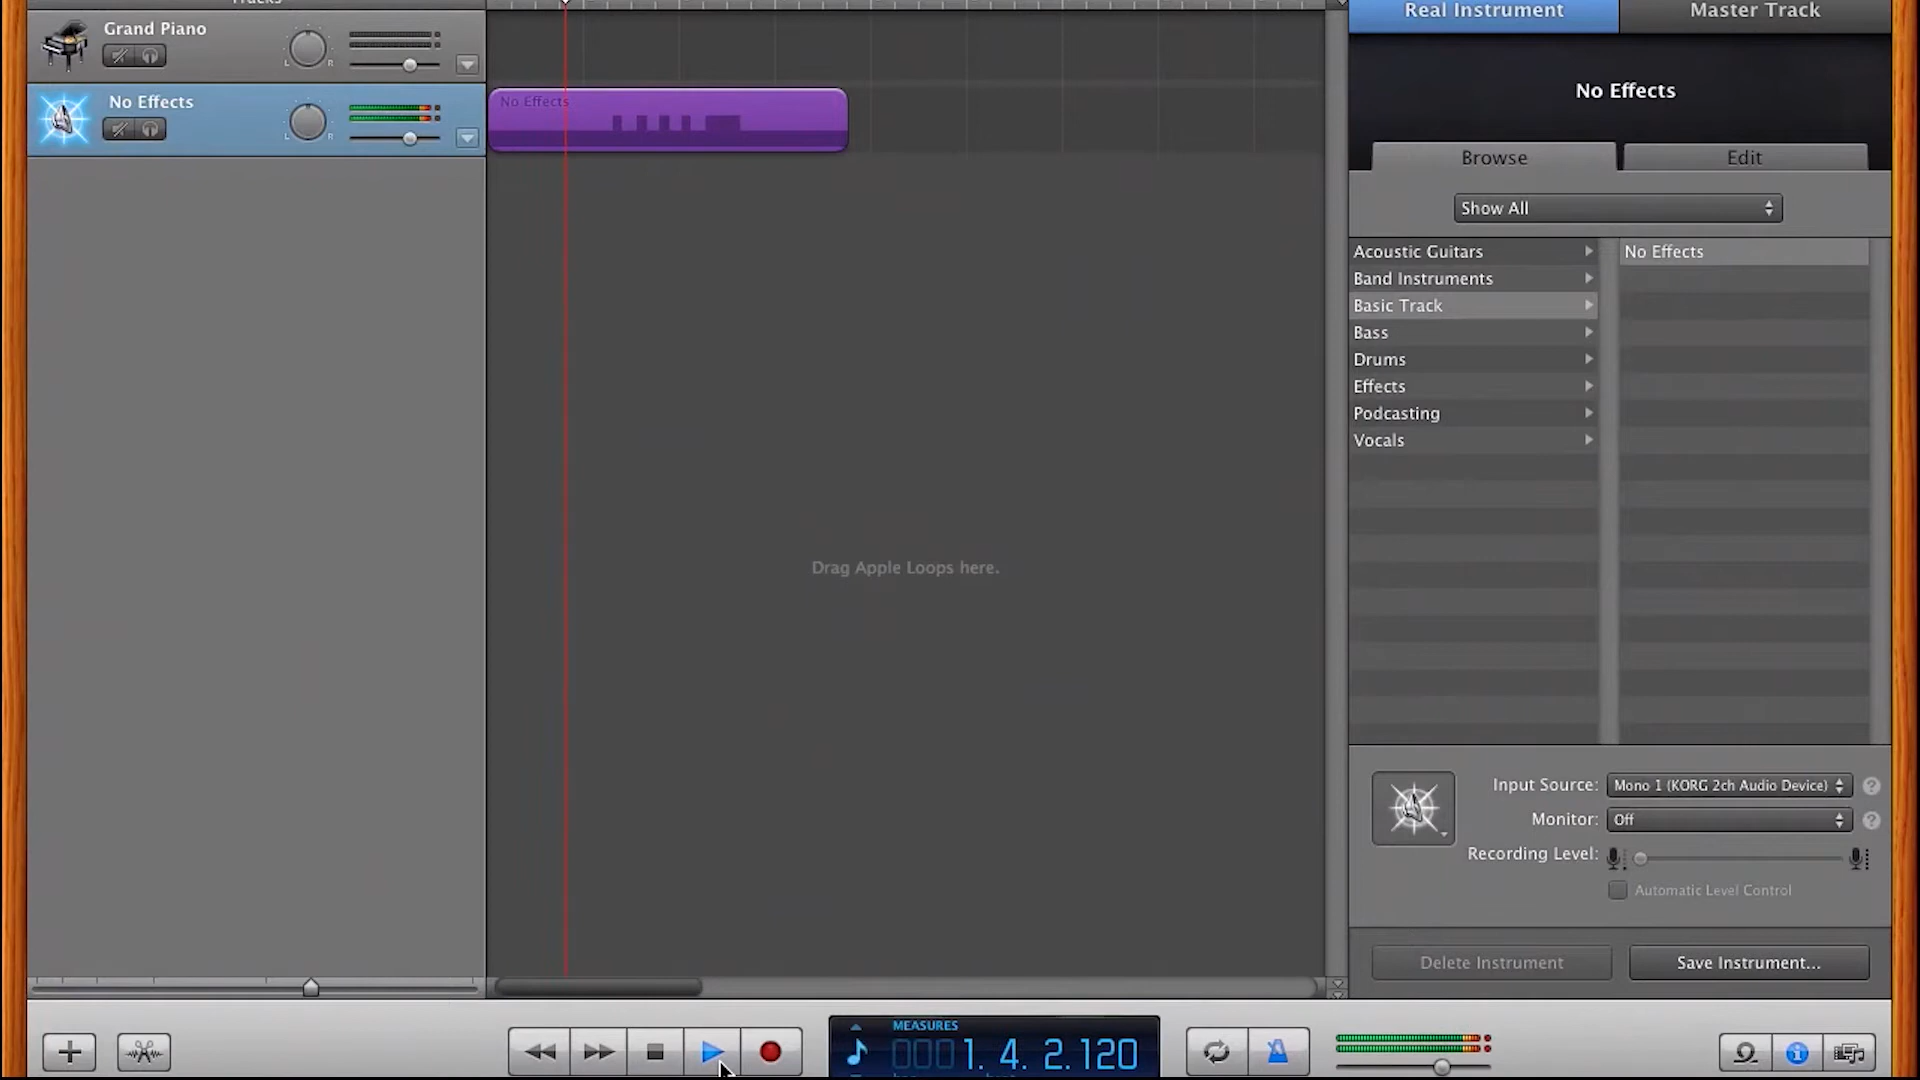 Tracks
Real Instrument
Master Track
Grand Piano
L R
No Effects
L R
No Effects
No Effects
Browse
Edit
Show All
Acoustic Guitars
No Effects
Band Instruments
Basic Track
Bass
Drums
Effects
Podcasting
Vocals
Drag Apple Loops here.
Input Source: Mono 1 (KORG 2ch Audio Device)
Monitor: Off
Recording Level:
Automatic Level Control
Delete Instrument
Save Instrument...
MEASURES
0001. 4. 2.120